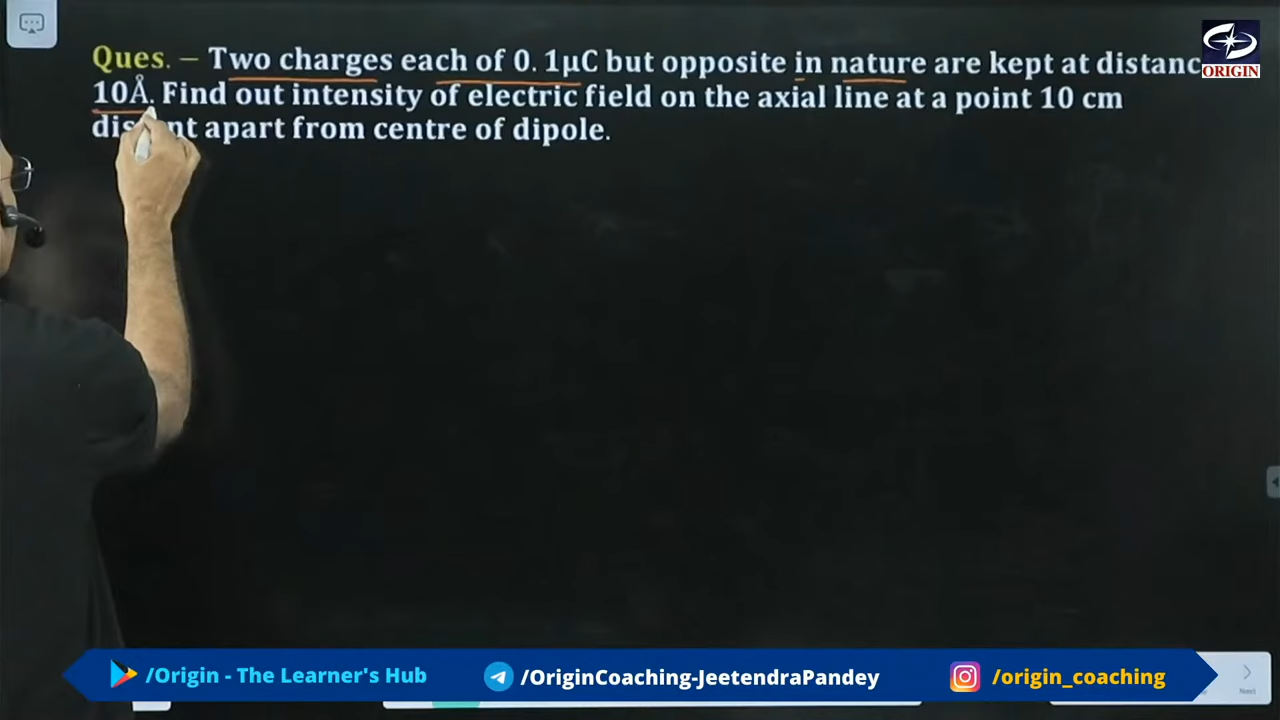 Ques. – Two charges each of 0. 1μC but opposite in nature are kept at distanc
10Å. Find out intensity of electric field on the axial line at a point 10 cm
apart from centre of dipole.
ORIGIN
/Origin - The Learner's Hub
/OriginCoaching-JeetendraPandey
/origin_coaching
Next